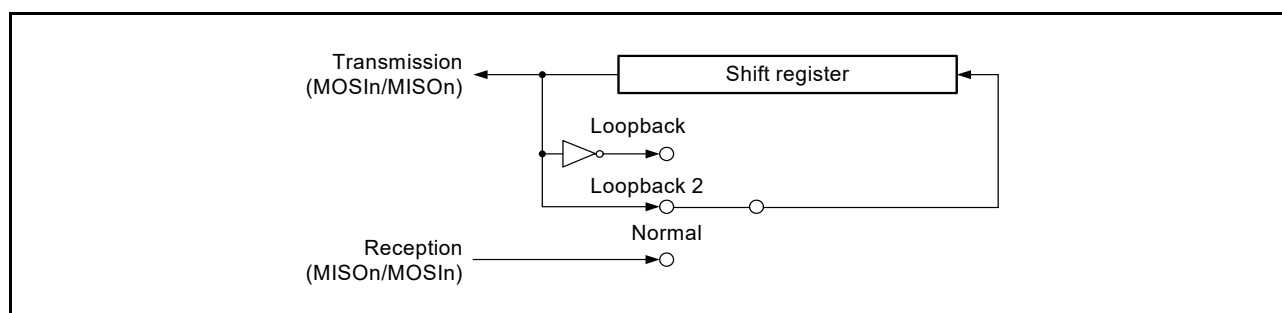 Transmission
(MOSIn/MISOn)
Shift register
Loopback
Loopback 2
Normal
Reception
(MISOn/MOSIn)